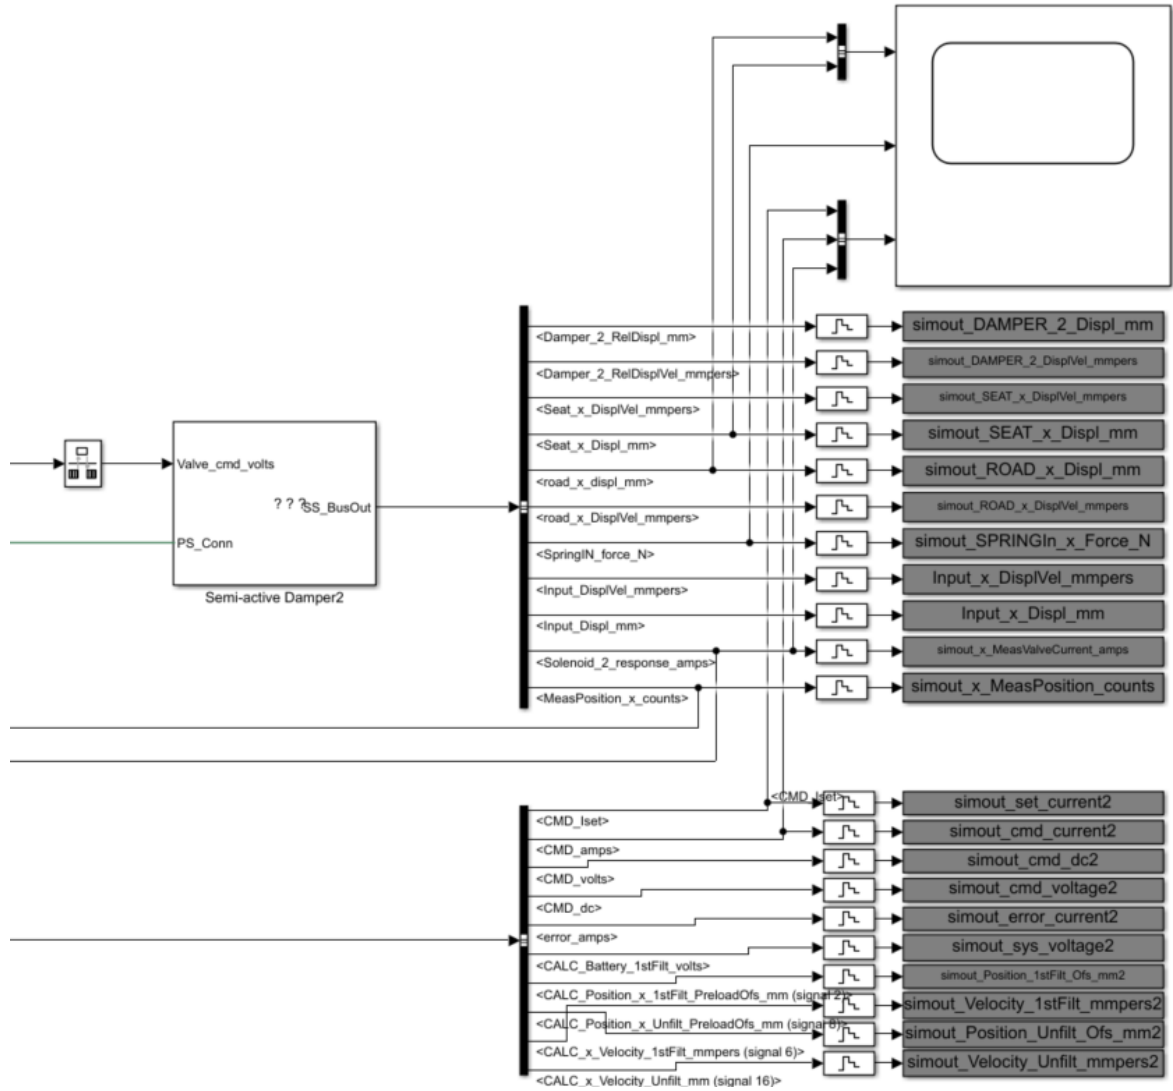 <Damper_2_RelDispl_mm>
simout_DAMPER_2_Displ_mm
<Damper_2_RelDisplVel_mmpers>
simout_DAMPER_2_DisplVel_mmpers
<Seat_x_DisplVel_mmpers>
simout_SEAT_x_DisplVel_mmpers
<Seat_x_Displ_mm>
simout_SEAT_x_Displ_mm
<road_x_displ_mm>
simout_ROAD_x_Displ_mm
<road_x_DisplVel_mmpers>
simout_ROAD_x_DisplVel_mmpers
<SpringIN_force_N>
simout_SPRINGIn_x_Force_N
<Input_DisplVel_mmpers>
Input_x_DisplVel_mmpers
<Input_Displ_mm>
Input_x_Displ_mm
<Solenoid_2_response_amps>
simout_x_MeasValveCurrent_amps
<MeasPosition_x_counts>
simout_x_MeasPosition_counts
Valve_cmd_volts
? ? ?
SS_BusOut
PS_Conn
Semi-active Damper2
<CMD_Iset>
simout_set_current2
<CMD_Iset>
simout_cmd_current2
<CMD_amps>
simout_cmd_dc2
<CMD_volts>
simout_cmd_voltage2
<CMD_dc>
simout_error_current2
<error_amps>
simout_sys_voltage2
<CALC_Battery_1stFilt_volts>
simout_Position_1stFilt_Ofs_mm2
<CALC_Position_x_1stFilt_PreloadOfs_mm (signal 2)>
simout_Velocity_1stFilt_mmpers2
<CALC_Position_x_Unfilt_PreloadOfs_mm (signal 8)>
simout_Position_Unfilt_Ofs_mm2
<CALC_x_Velocity_1stFilt_mmpers (signal 6)>
simout_Velocity_Unfilt_mmpers2
<CALC_x_Velocity_Unfilt_mm (signal 16)>